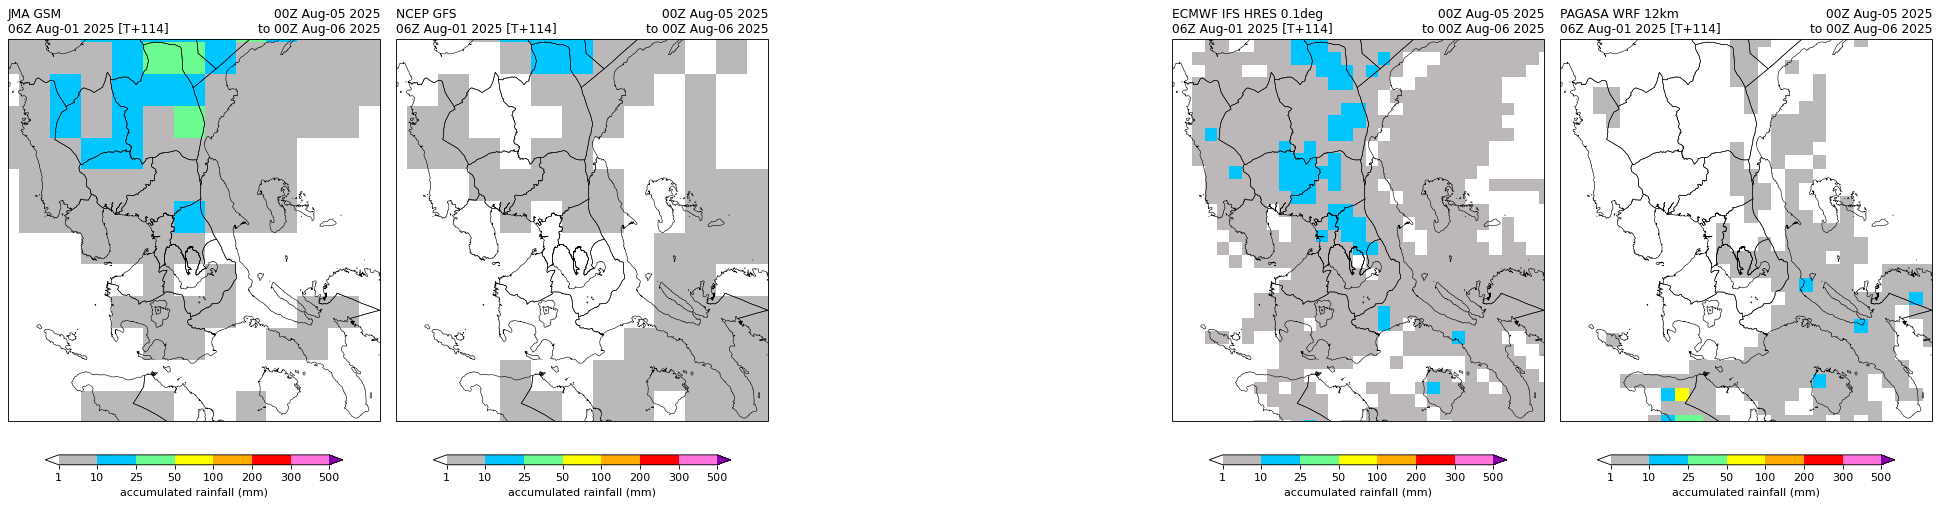 JMA GSM 00Z Aug-05 2025
06Z Aug-01 2025 [T+114] to 00Z Aug-06 2025
NCEP GFS 00Z Aug-05 2025
06Z Aug-01 2025 [T+114] to 00Z Aug-06 2025
ECMWF IFS HRES 0.1deg 00Z Aug-05 2025
06Z Aug-01 2025 [T+114] to 00Z Aug-06 2025
PAGASA WRF 12km 00Z Aug-05 2025
06Z Aug-01 2025 [T+114] to 00Z Aug-06 2025
1 10 25 50 100 200 300 500
accumulated rainfall (mm)
1 10 25 50 100 200 300 500
accumulated rainfall (mm)
1 10 25 50 100 200 300 500
accumulated rainfall (mm)
1 10 25 50 100 200 300 500
accumulated rainfall (mm)